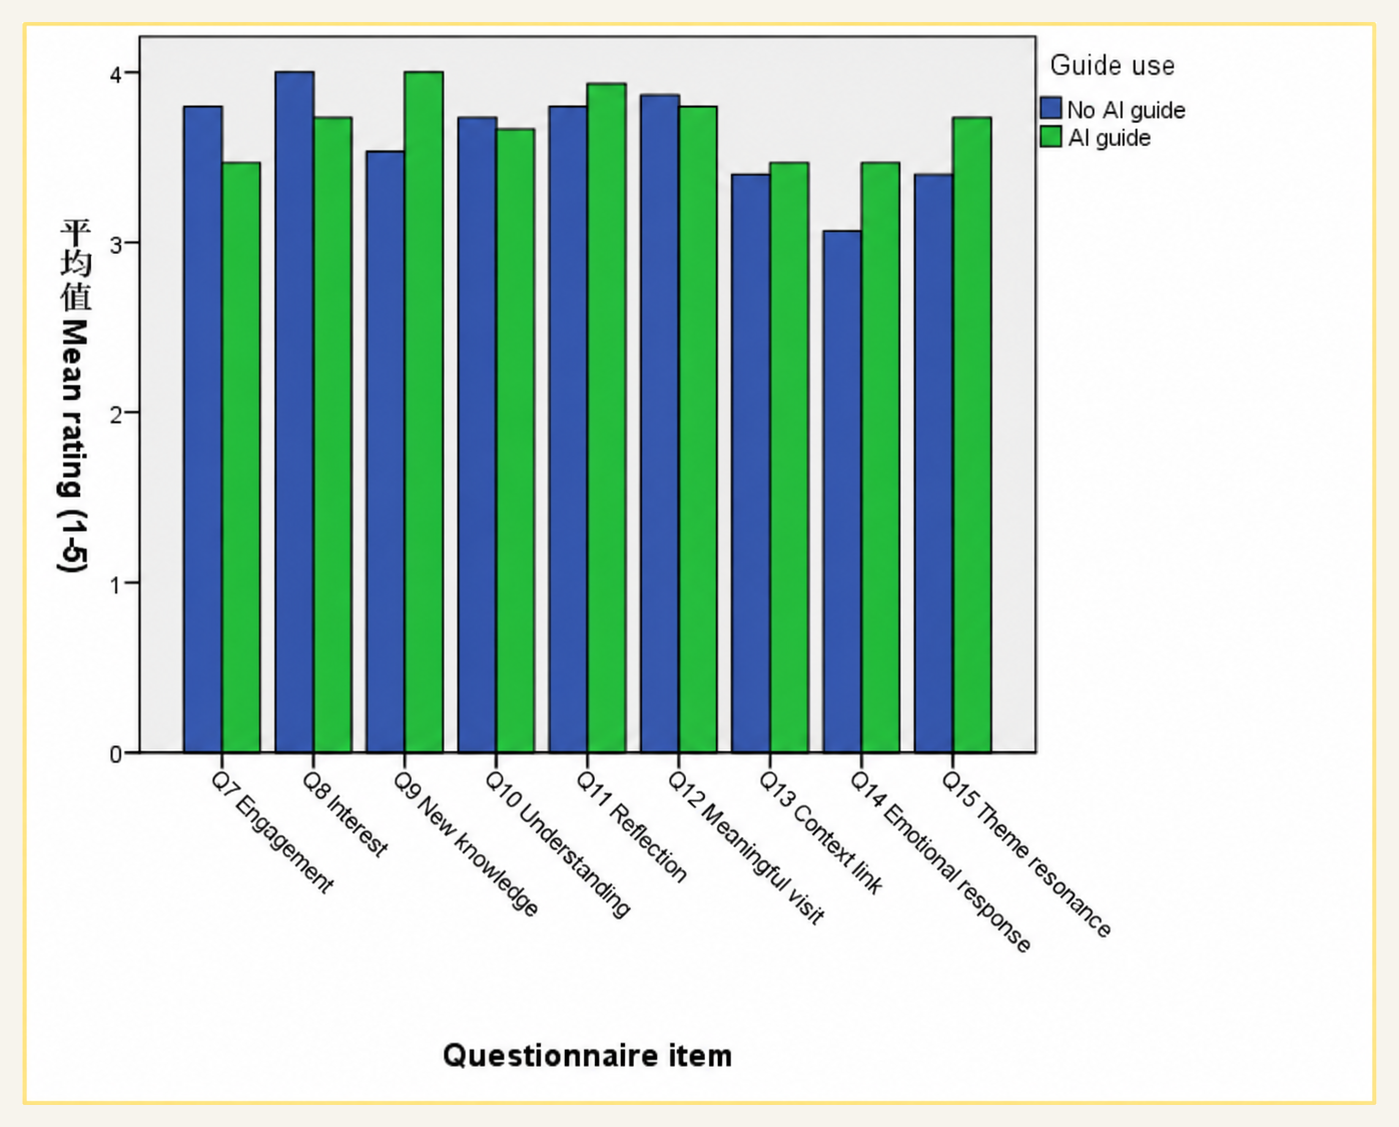 Guide use
No AI guide
AI guide
平均值 Mean rating (1-5)
4
3
2
1
0
Q7 Engagement
Q8 Interest
Q9 New knowledge
Q10 Understanding
Q11 Reflection
Q12 Meaningful visit
Q13 Context link
Q14 Emotional response
Q15 Theme resonance
Questionnaire item